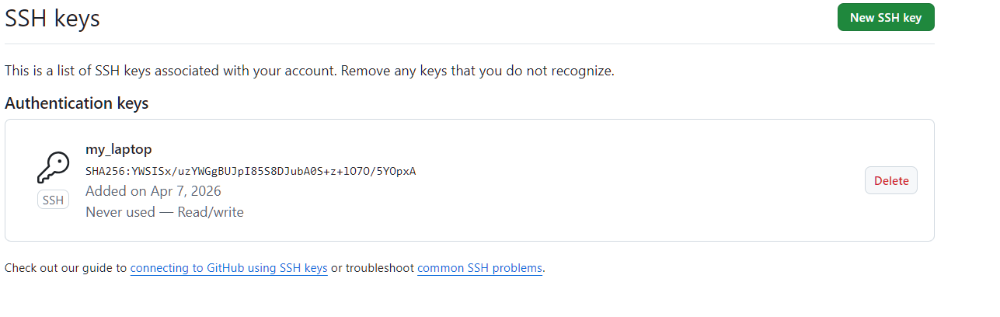 SSH keys
New SSH key
This is a list of SSH keys associated with your account. Remove any keys that you do not recognize.
Authentication keys
my_laptop
SHA256:YWSISx/uzYWGgBUJpI85S8DJubA0S+z+lO7O/5YOpxA
SSH
Added on Apr 7, 2026
Never used — Read/write
Delete
Check out our guide to connecting to GitHub using SSH keys or troubleshoot common SSH problems.